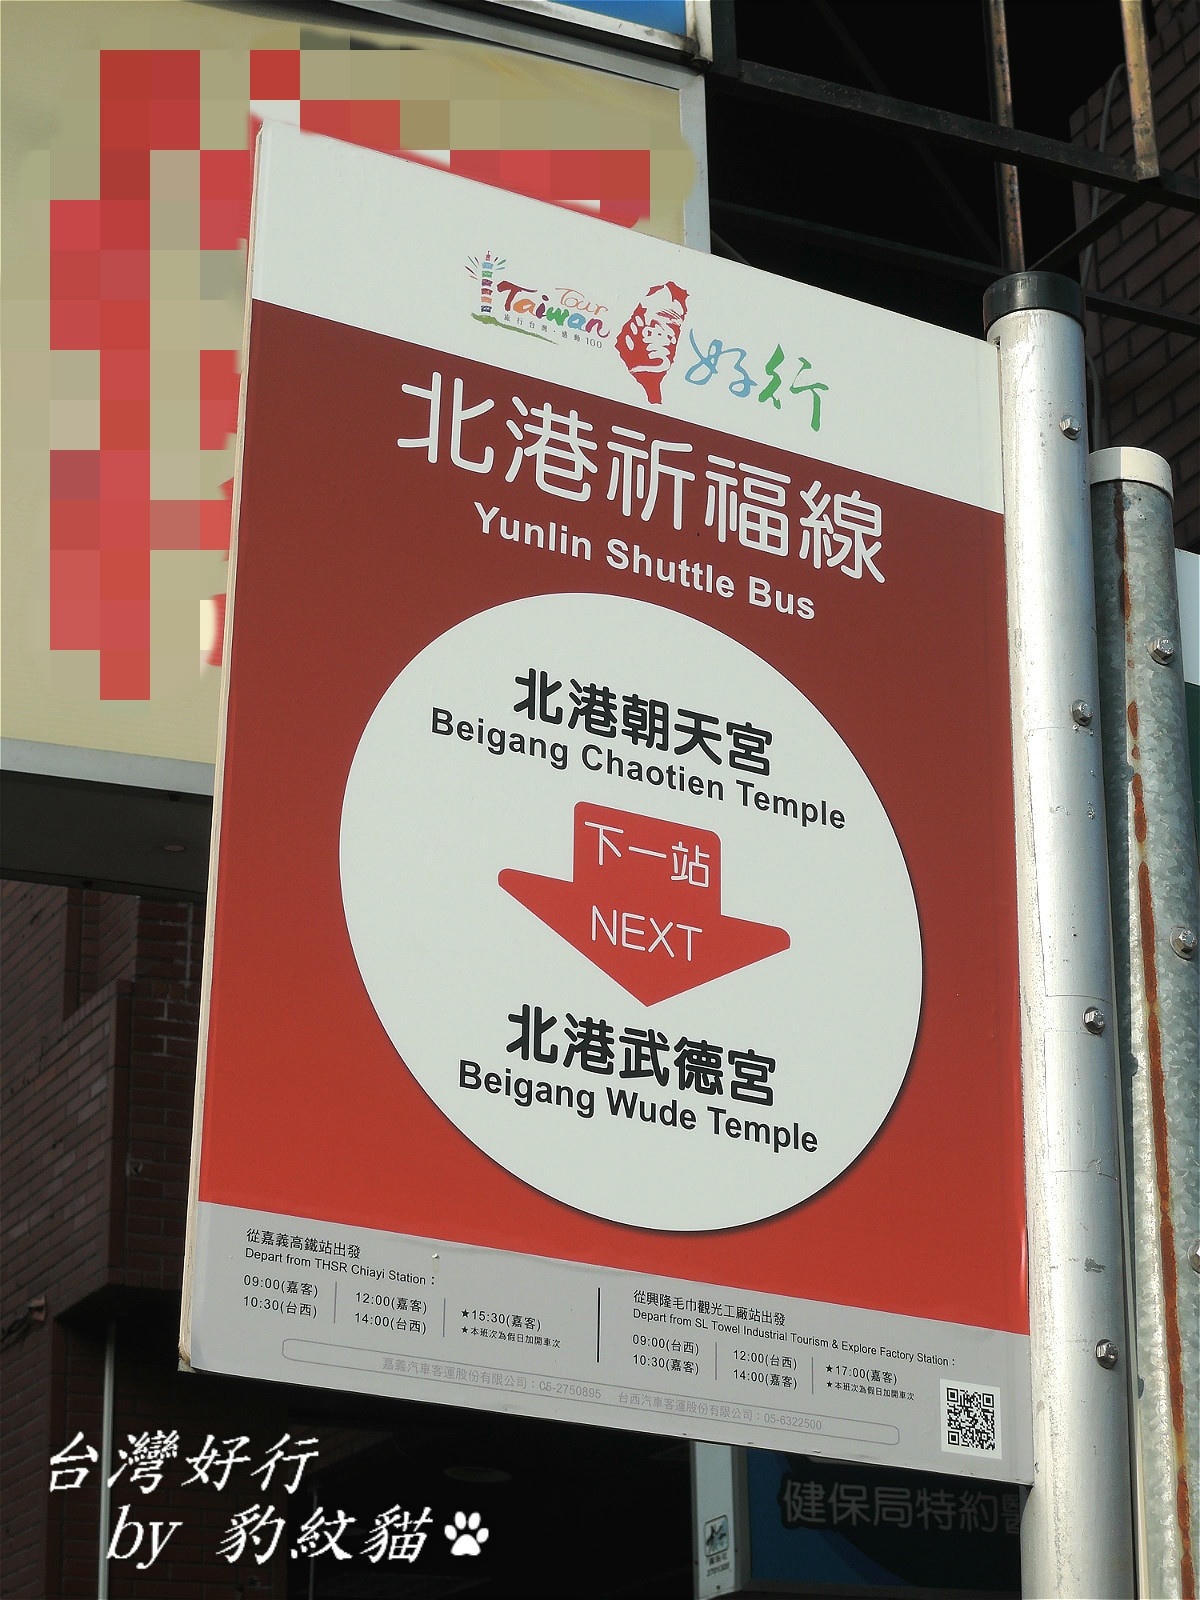 Tour
Taiwan
旅行台灣・感動100
灣好行
北港祈福線
Yunlin Shuttle Bus
北港朝天宮
Beigang Chaotien Temple
下一站
NEXT
北港武德宮
Beigang Wude Temple
從嘉義高鐵站出發
Depart from THSR Chiayi Station：
09:00(嘉客)
10:30(台西)
12:00(嘉客)
14:00(台西)
★15:30(嘉客)
★本班次為假日加開車次
從興隆毛巾觀光工廠站出發
Depart from SL Towel Industrial Tourism & Explore Factory Station：
09:00(台西)
10:30(嘉客)
12:00(台西)
14:00(嘉客)
★17:00(嘉客)
★本班次為假日加開車次
嘉義汽車客運股份有限公司：05-2750895 台西汽車客運股份有限公司：05-6322500
健保局特約醫
台灣好行
by 豹紋貓